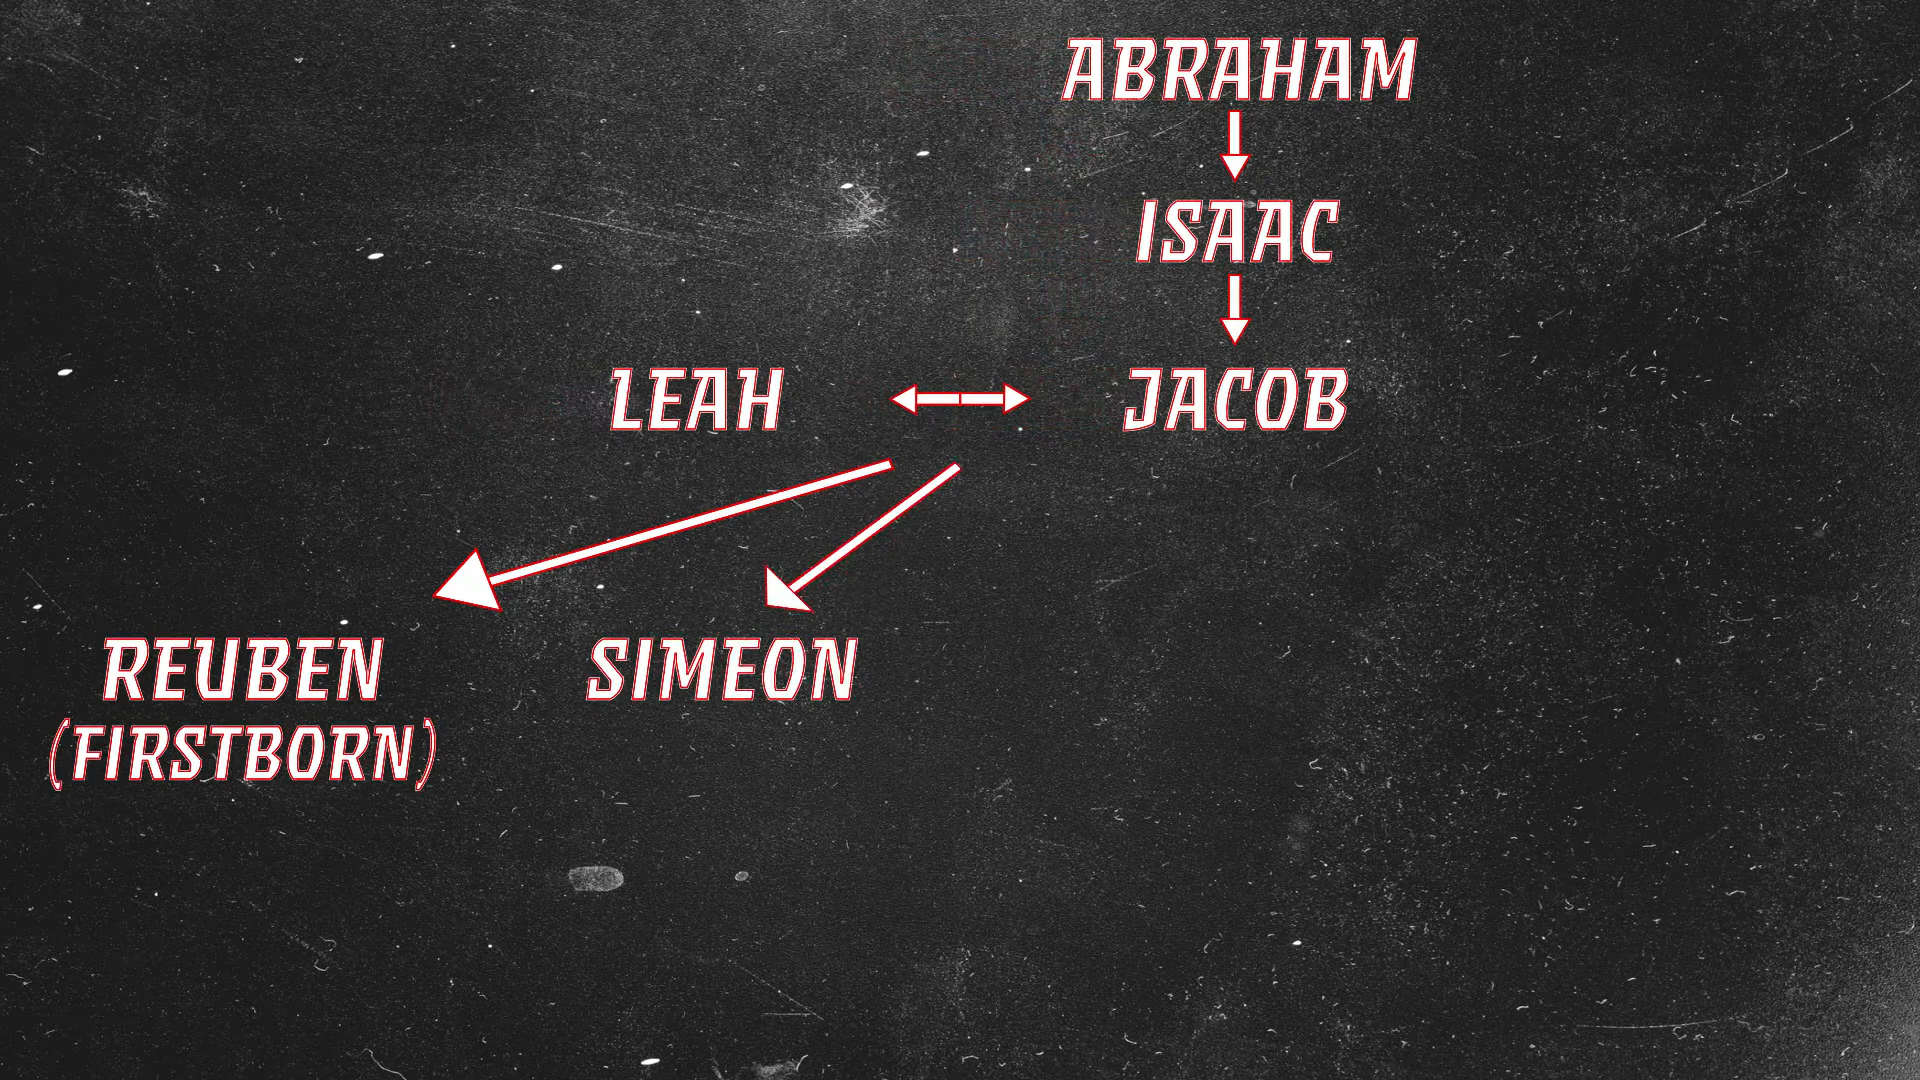 ABRAHAM
ISAAC
LEAH
JACOB
REUBEN
(FIRSTBORN)
SIMEON